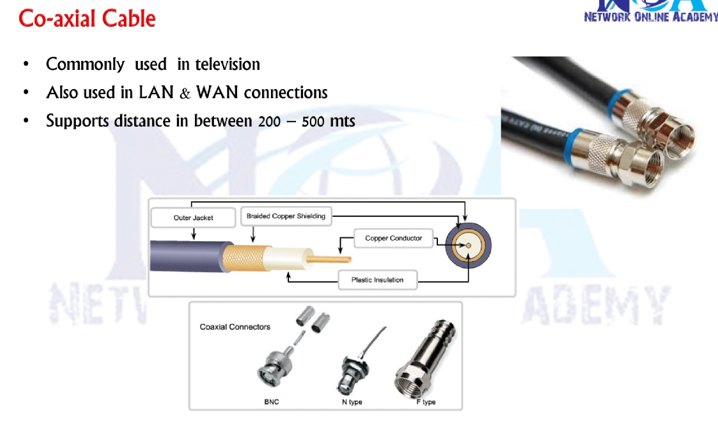 Co-axial Cable
NETWORK ONLINE ACADEMY
• Commonly used in television
• Also used in LAN & WAN connections
• Supports distance in between 200 – 500 mts
Outer Jacket
Braided Copper Shielding
Copper Conductor
Plastic Insulation
Coaxial Connectors
BNC
N type
F type